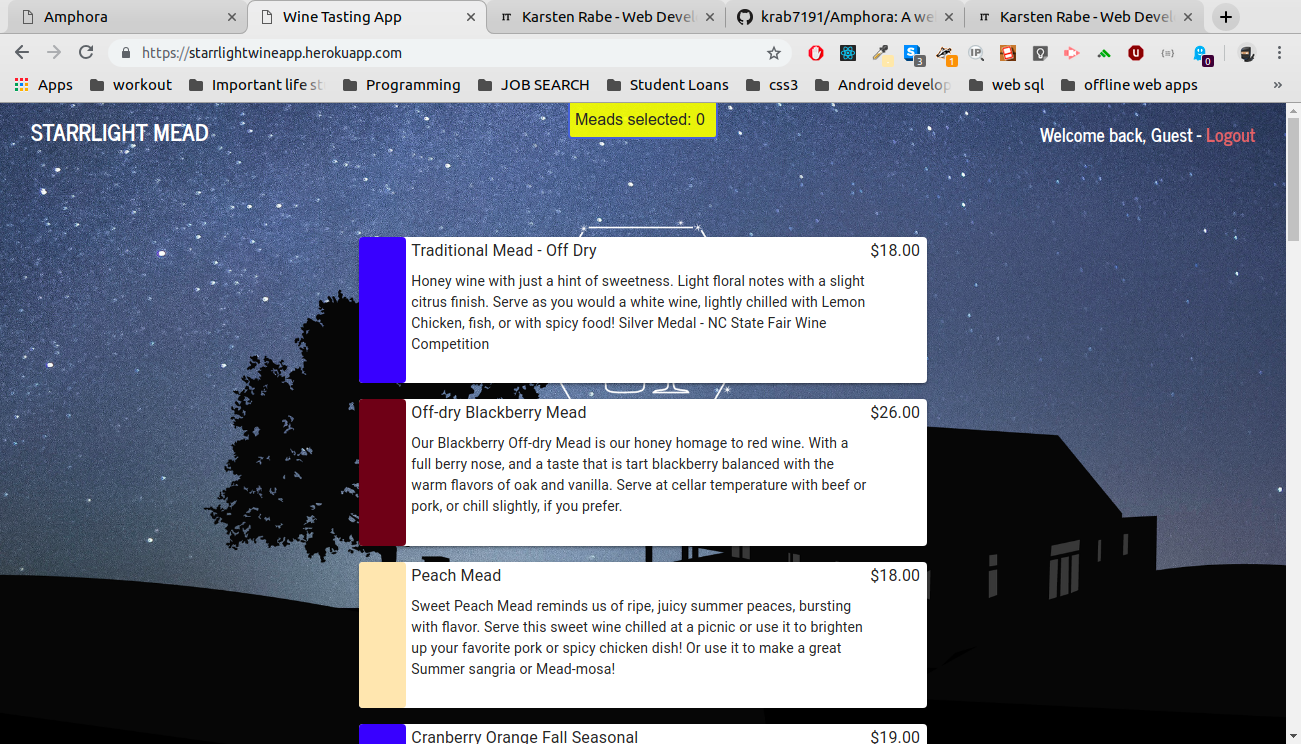 Amphora
Wine Tasting App
Karsten Rabe - Web Devel
krab7191/Amphora: A we
Karsten Rabe - Web Devel
https://starrlightwineapp.herokuapp.com
3
1
IP
0
Apps
workout
Important life st
Programming
JOB SEARCH
Student Loans
css3
Android develop
web sql
offline web apps
»
STARRLIGHT MEAD
Meads selected: 0
Welcome back, Guest - Logout
Traditional Mead - Off Dry
$18.00
Honey wine with just a hint of sweetness. Light floral notes with a slight
citrus finish. Serve as you would a white wine, lightly chilled with Lemon
Chicken, fish, or with spicy food! Silver Medal - NC State Fair Wine
Competition
Off-dry Blackberry Mead
$26.00
Our Blackberry Off-dry Mead is our honey homage to red wine. With a
full berry nose, and a taste that is tart blackberry balanced with the
warm flavors of oak and vanilla. Serve at cellar temperature with beef or
pork, or chill slightly, if you prefer.
Peach Mead
$18.00
Sweet Peach Mead reminds us of ripe, juicy summer peaces, bursting
with flavor. Serve this sweet wine chilled at a picnic or use it to brighten
up your favorite pork or spicy chicken dish! Or use it to make a great
Summer sangria or Mead-mosa!
Cranberry Orange Fall Seasonal
$19.00